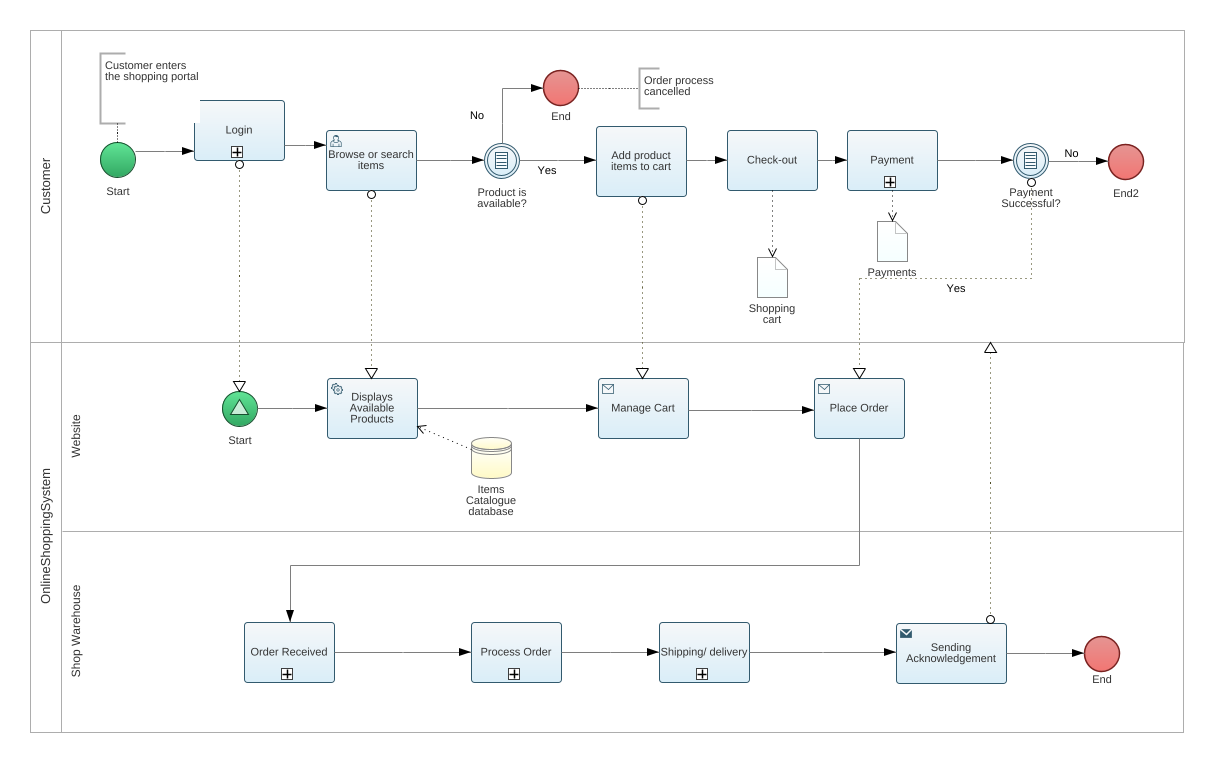 Customer
Customer enters
the shopping portal
Start
Login
Browse or search
items
No
End
Order process
cancelled
Product is
available?
Yes
Add product
items to cart
Check-out
Shopping
cart
Payment
Payments
Payment
Successful?
No
End2
Yes
OnlineShoppingSystem
Website
Start
Displays
Available
Products
Items
Catalogue
database
Manage Cart
Place Order
Shop Warehouse
Order Received
Process Order
Shipping/ delivery
Sending
Acknowledgement
End